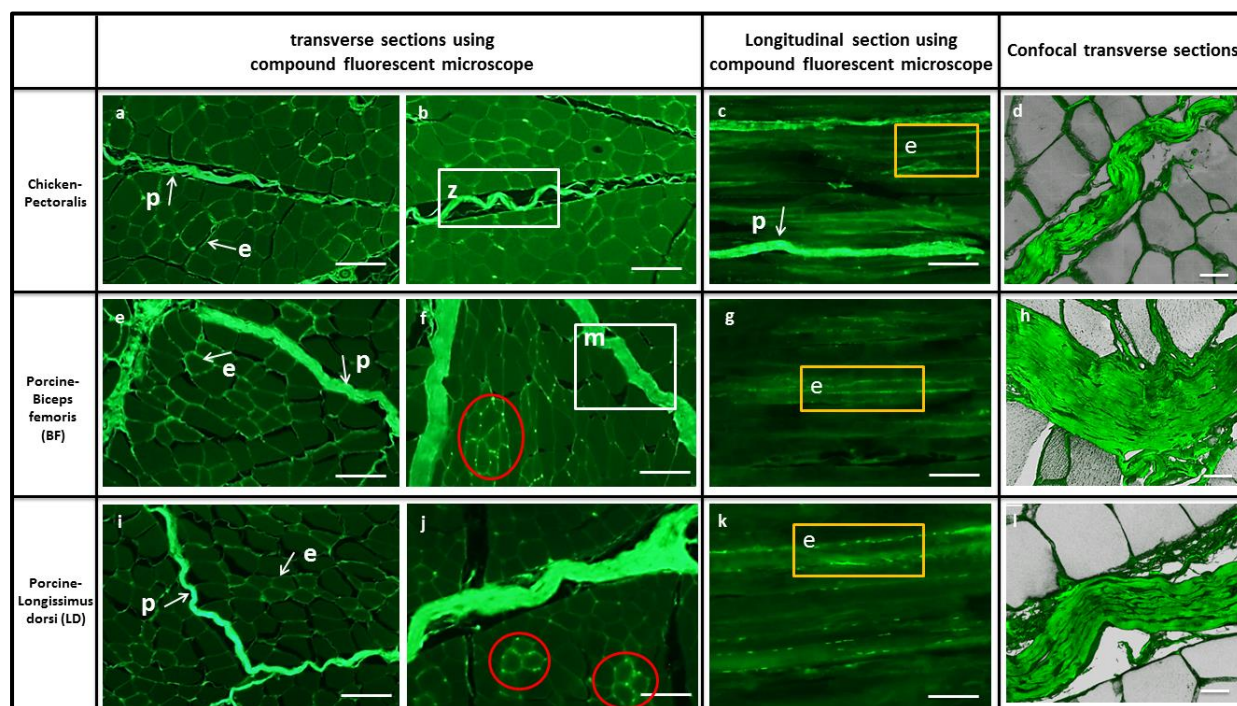 transverse sections using
compound fluorescent microscope
Longitudinal section using
compound fluorescent microscope
Confocal transverse sections
Chicken-
Pectoralis
a
p
e
b
z
c
e
p
d
Porcine-
Biceps
femoris
(BF)
e
e
p
f
m
g
e
h
Porcine-
Longissimus
dorsi (LD)
i
e
p
j
k
e
l